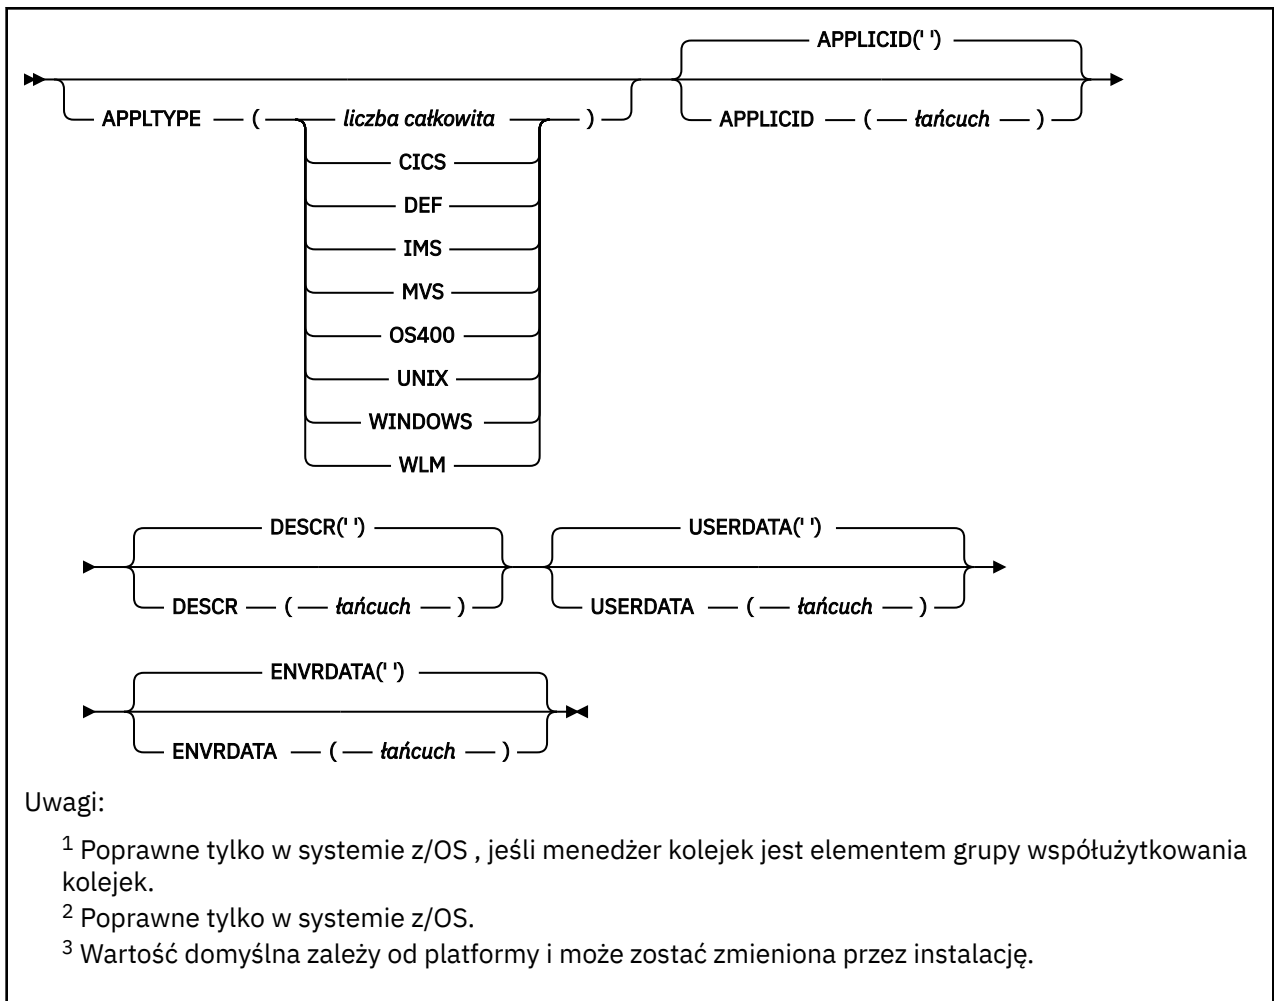 APPLICID(' ')
APPLTYPE ( liczba całkowita ) APPLICID ( łańcuch )
CICS
DEF
IMS
MVS
OS400
UNIX
WINDOWS
WLM
DESCR(' ') USERDATA(' ')
DESCR ( łańcuch ) USERDATA ( łańcuch )
ENVRDATA(' ')
ENVRDATA ( łańcuch )
Uwagi:
1 Poprawne tylko w systemie z/OS , jeśli menedżer kolejek jest elementem grupy współużytkowania
kolejek.
2 Poprawne tylko w systemie z/OS.
3 Wartość domyślna zależy od platformy i może zostać zmieniona przez instalację.